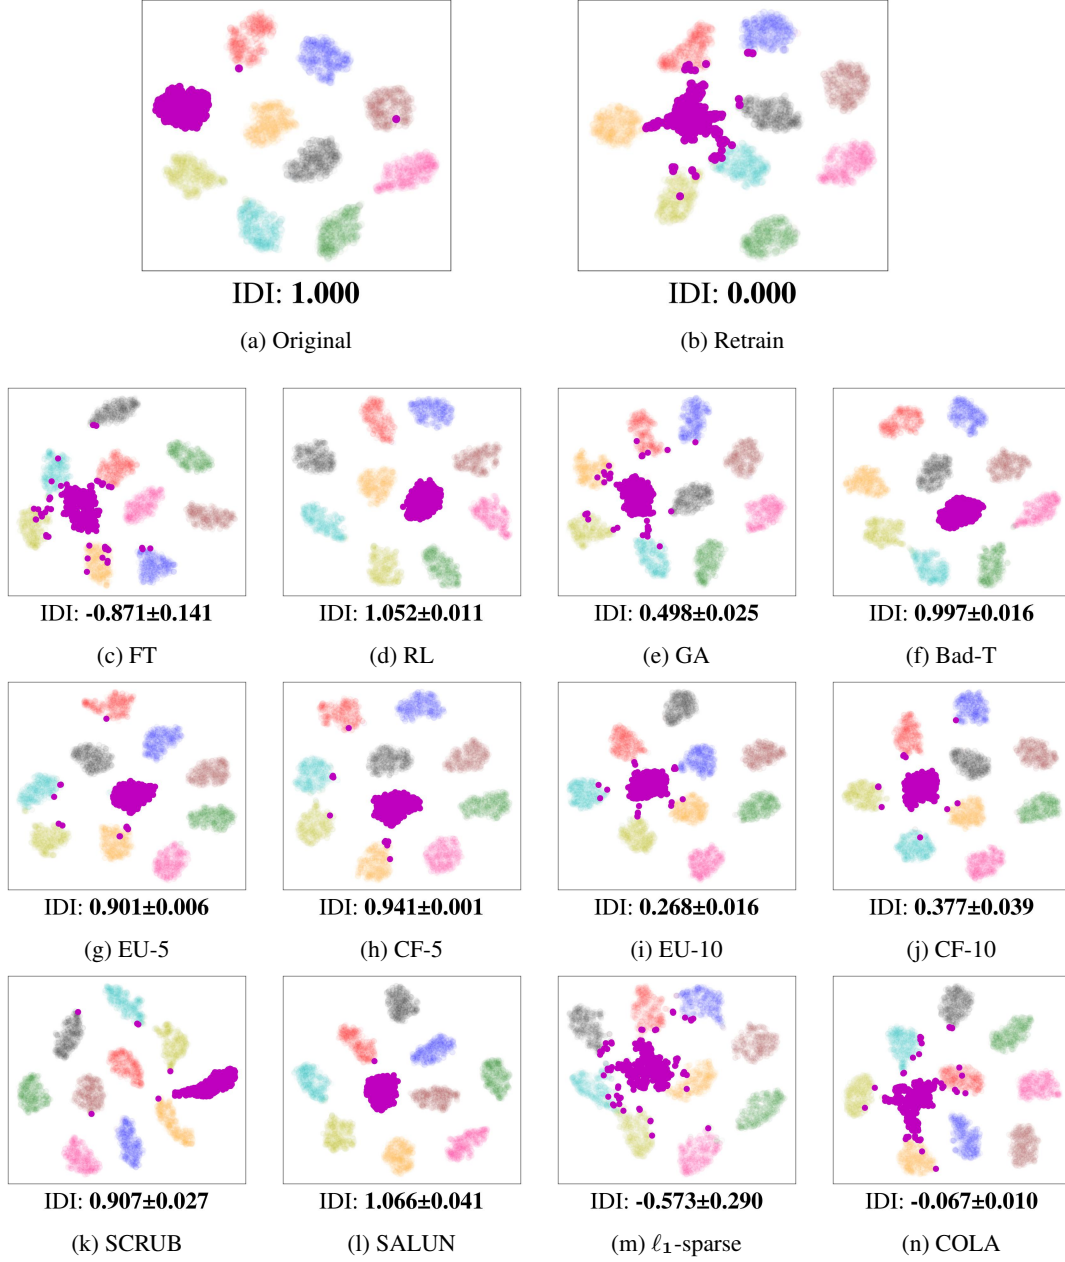 IDI: 1.000
IDI: 0.000
(a) Original
(b) Retrain
IDI: -0.871±0.141
IDI: 1.052±0.011
IDI: 0.498±0.025
IDI: 0.997±0.016
(c) FT
(d) RL
(e) GA
(f) Bad-T
IDI: 0.901±0.006
IDI: 0.941±0.001
IDI: 0.268±0.016
IDI: 0.377±0.039
(g) EU-5
(h) CF-5
(i) EU-10
(j) CF-10
IDI: 0.907±0.027
IDI: 1.066±0.041
IDI: -0.573±0.290
IDI: -0.067±0.010
(k) SCRUB
(l) SALUN
(m) ℓ₁-sparse
(n) COLA